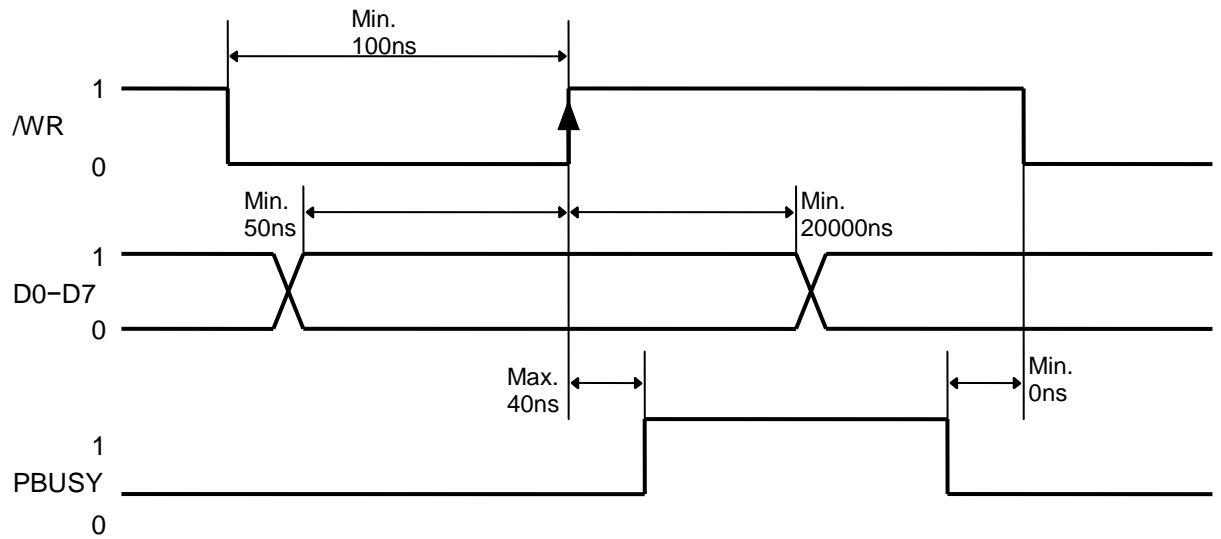 Min.
100ns
1
/WR
0
Min.
50ns
Min.
20000ns
1
D0−D7
0
Max.
40ns
Min.
0ns
1
PBUSY
0